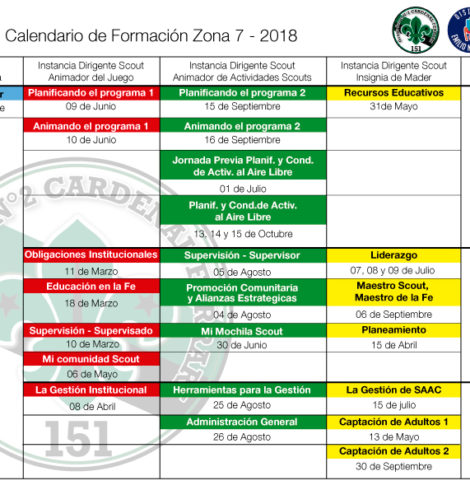 Calendario de Formación Zona 7 - 2018
151
Instancia Dirigente Scout
Animador del Juego
Instancia Dirigente Scout
Animador de Actividades Scouts
Instancia Dirigente Scout
Insignia de Mader
Planificando el programa 1
Planificando el programa 2
Recursos Educativos
09 de Junio
15 de Septiembre
31de Mayo
Animando el programa 1
Animando el programa 2
10 de Junio
16 de Septiembre
Jornada Previa Planif. y Cond.
de Activ. al Aire Libre
01 de Julio
Planif. y Cond.de Activ.
al Aire Libre
13, 14 y 15 de Octubre
Nº2 CARDENAL
Obligaciones Institucionales
Supervisión - Supervisor
Liderazgo
11 de Marzo
05 de Agosto
07, 08 y 09 de Julio
Educación en la Fe
Promoción Comunitaria
y Alianzas Estrategicas
Maestro Scout,
Maestro de la Fe
18 de Marzo
04 de Agosto
06 de Septiembre
Supervisión - Supervisado
Mi Mochila Scout
Planeamiento
10 de Marzo
30 de Junio
15 de Abril
Mi comunidad Scout
06 de Mayo
La Gestión Institucional
Herramientas para la Gestión
La Gestión de SAAC
08 de Abril
25 de Agosto
15 de julio
Administración General
Captación de Adultos 1
26 de Agosto
13 de Mayo
Captación de Adultos 2
30 de Septiembre
151